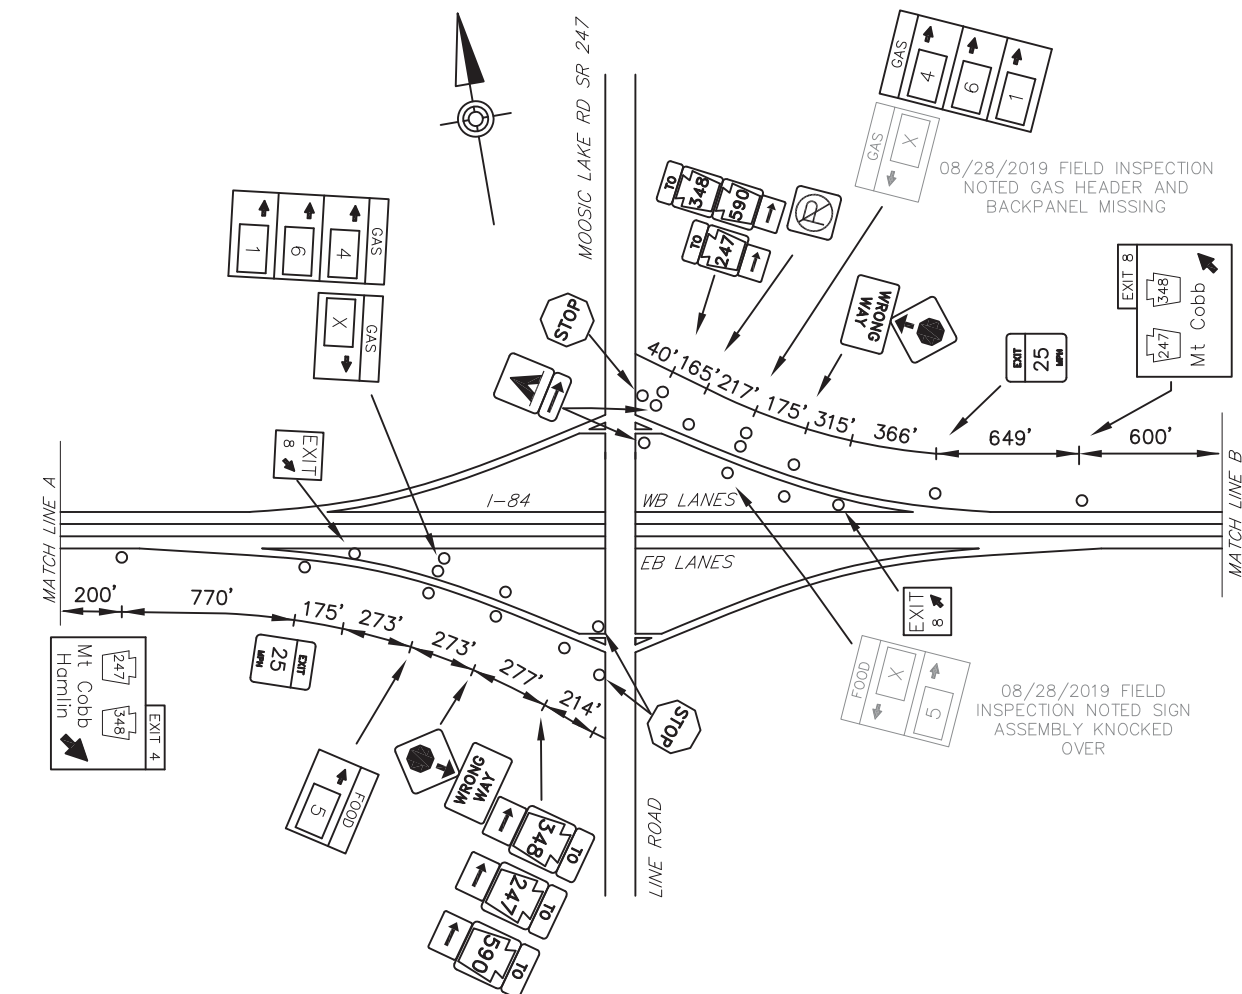 MOOSIC LAKE RD SR 247
GAS
4
6
1
GAS
X
08/28/2019 FIELD INSPECTION
NOTED GAS HEADER AND
BACKPANEL MISSING
TO
348
590
TO
247
P
GAS
4
6
1
GAS
X
STOP
WRONG
WAY
EXIT
25
MPH
EXIT 8
348
247
Mt Cobb
40'
165'
217'
175'
315'
366'
649'
600'
EXIT
8
I-84
WB LANES
EB LANES
MATCH LINE A
MATCH LINE B
200'
770'
175'
273'
273'
277'
214'
EXIT
25
MPH
EXIT 4
247
348
Mt Cobb
Hamlin
EXIT
8
FOOD
X
5
08/28/2019 FIELD
INSPECTION NOTED SIGN
ASSEMBLY KNOCKED
OVER
STOP
FOOD
5
WRONG
WAY
TO
348
TO
247
TO
590
LINE ROAD